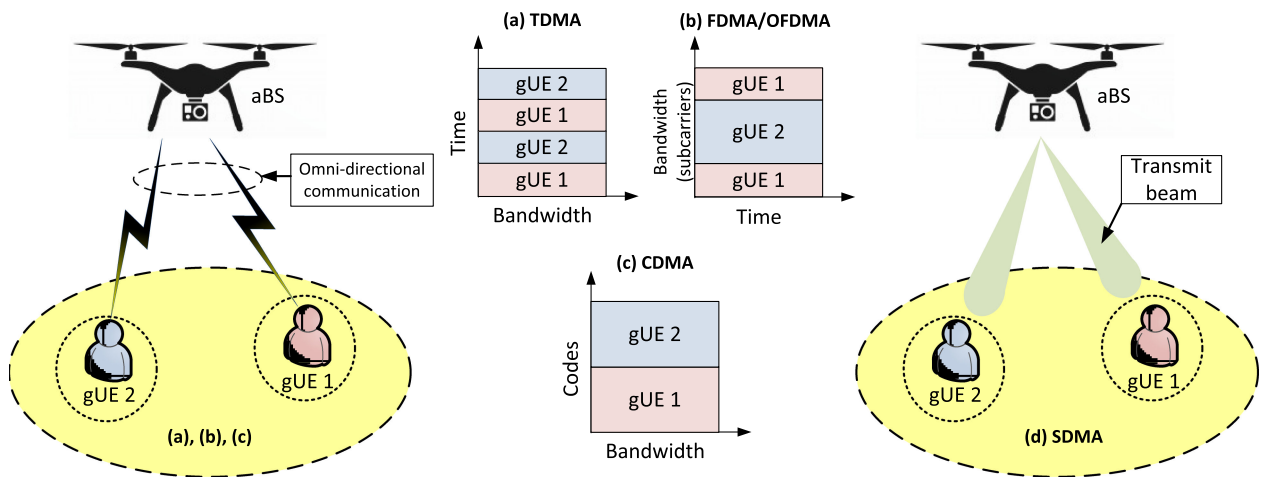 aBS
Omni-directional
communication
gUE 2
gUE 1
(a), (b), (c)
(a) TDMA
Time
gUE 2
gUE 1
gUE 2
gUE 1
Bandwidth
(b) FDMA/OFDMA
Bandwidth
(subcarriers)
gUE 1
gUE 2
gUE 1
Time
(c) CDMA
Codes
gUE 2
gUE 1
Bandwidth
aBS
Transmit
beam
gUE 2
gUE 1
(d) SDMA